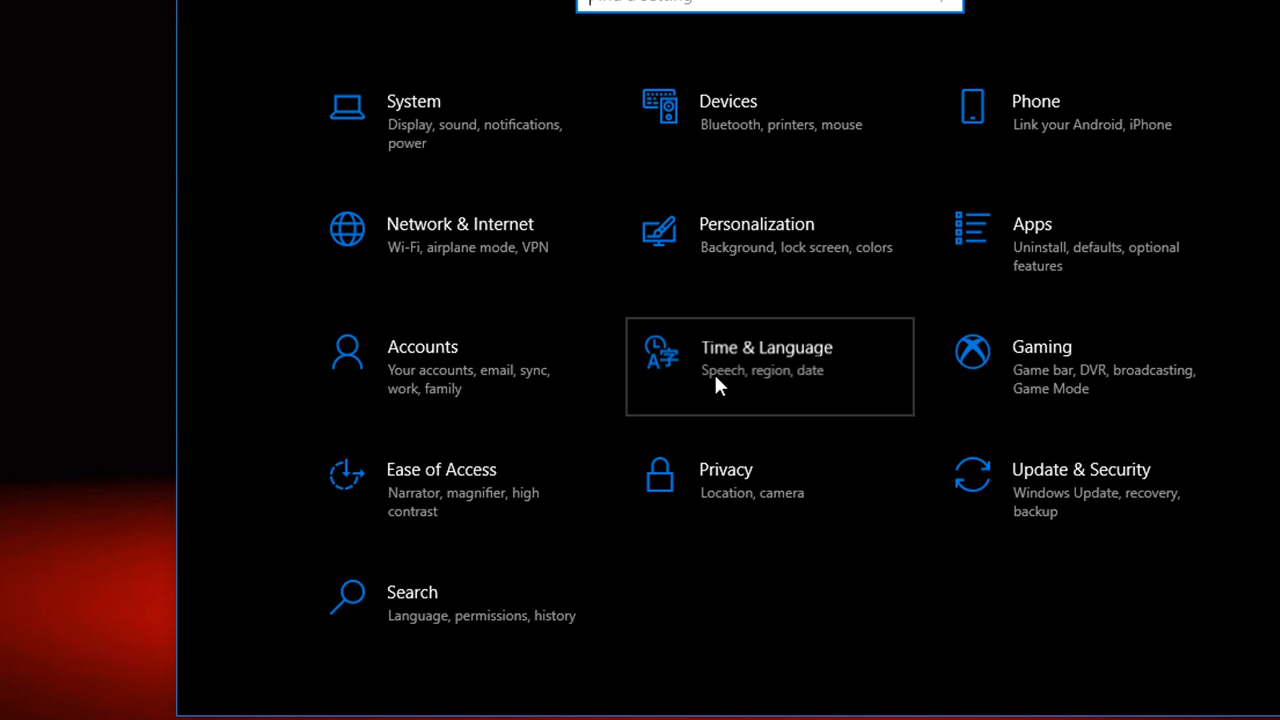 System
Display, sound, notifications,
power
Devices
Bluetooth, printers, mouse
Phone
Link your Android, iPhone
Network & Internet
Wi-Fi, airplane mode, VPN
Personalization
Background, lock screen, colors
Apps
Uninstall, defaults, optional
features
Accounts
Your accounts, email, sync,
work, family
Time & Language
Speech, region, date
Gaming
Game bar, DVR, broadcasting,
Game Mode
Ease of Access
Narrator, magnifier, high
contrast
Privacy
Location, camera
Update & Security
Windows Update, recovery,
backup
Search
Language, permissions, history